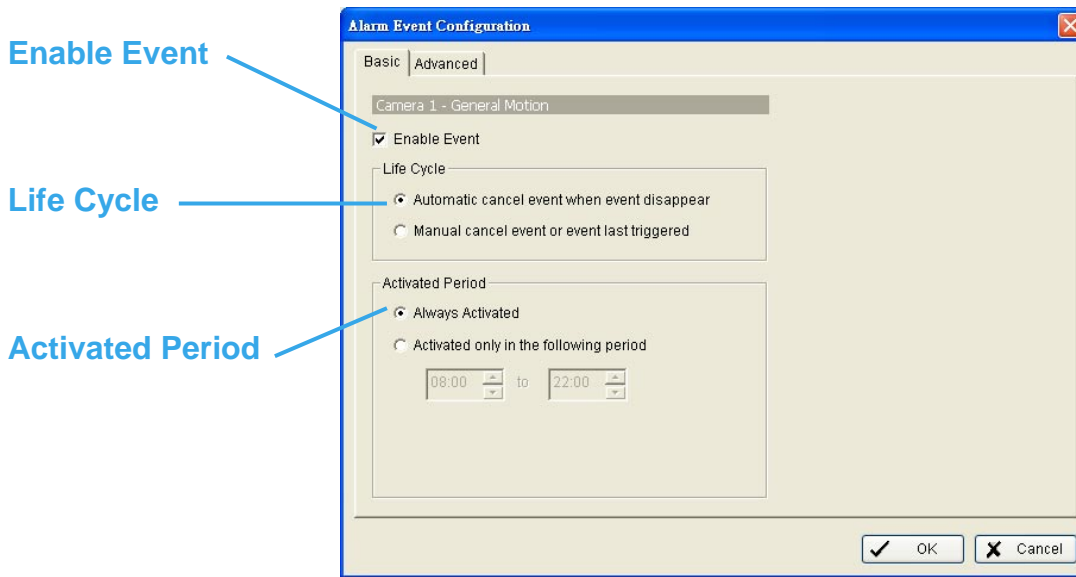 Alarm Event Configuration
Enable Event
Basic Advanced
Camera 1 - General Motion
Enable Event
Life Cycle
Life Cycle
Automatic cancel event when event disappear
Manual cancel event or event last triggered
Activated Period
Activated Period
Always Activated
Activated only in the following period
08:00 to 22:00
OK Cancel